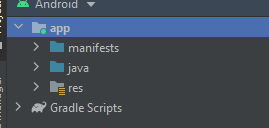 Android
app
manifests
java
res
Gradle Scripts